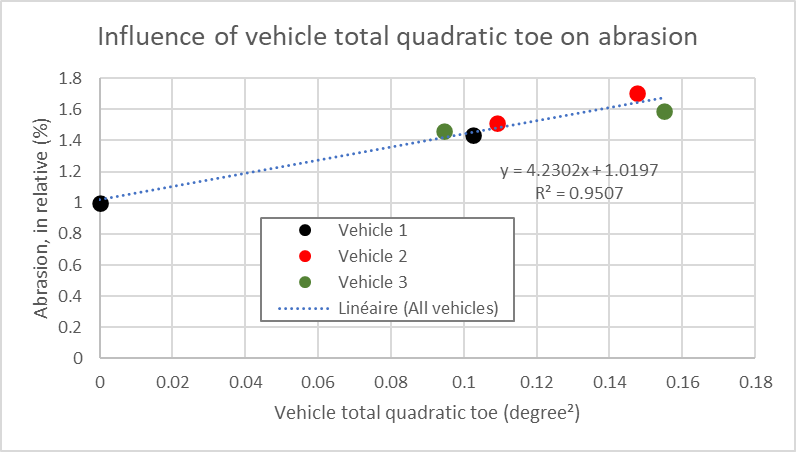 Influence of vehicle total quadratic toe on abrasion
Abrasion, in relative (%)
1.8
1.6
1.4
1.2
1
0.8
0.6
0.4
0.2
0
y = 4.2302x + 1.0197
R² = 0.9507
Vehicle 1
Vehicle 2
Vehicle 3
Linéaire (All vehicles)
0 0.02 0.04 0.06 0.08 0.1 0.12 0.14 0.16 0.18
Vehicle total quadratic toe (degree²)